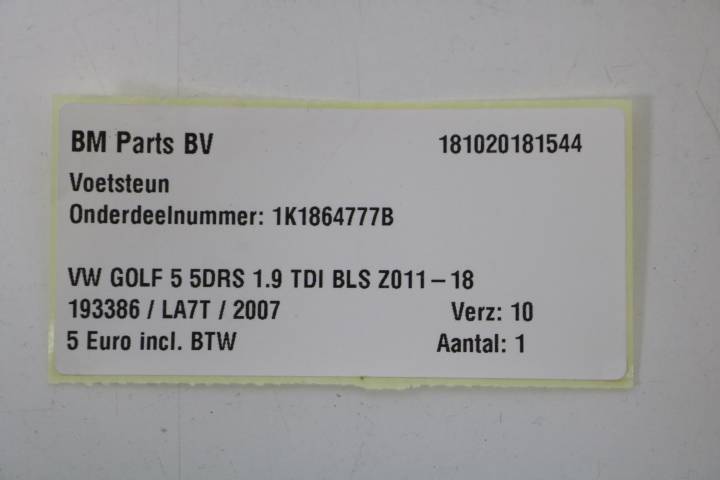 BM Parts BV 181020181544
Voetsteun
Onderdeelnummer: 1K1864777B
VW GOLF 5 5DRS 1.9 TDI BLS Z011-18
193386 / LA7T / 2007 Verz: 10
5 Euro incl. BTW Aantal: 1